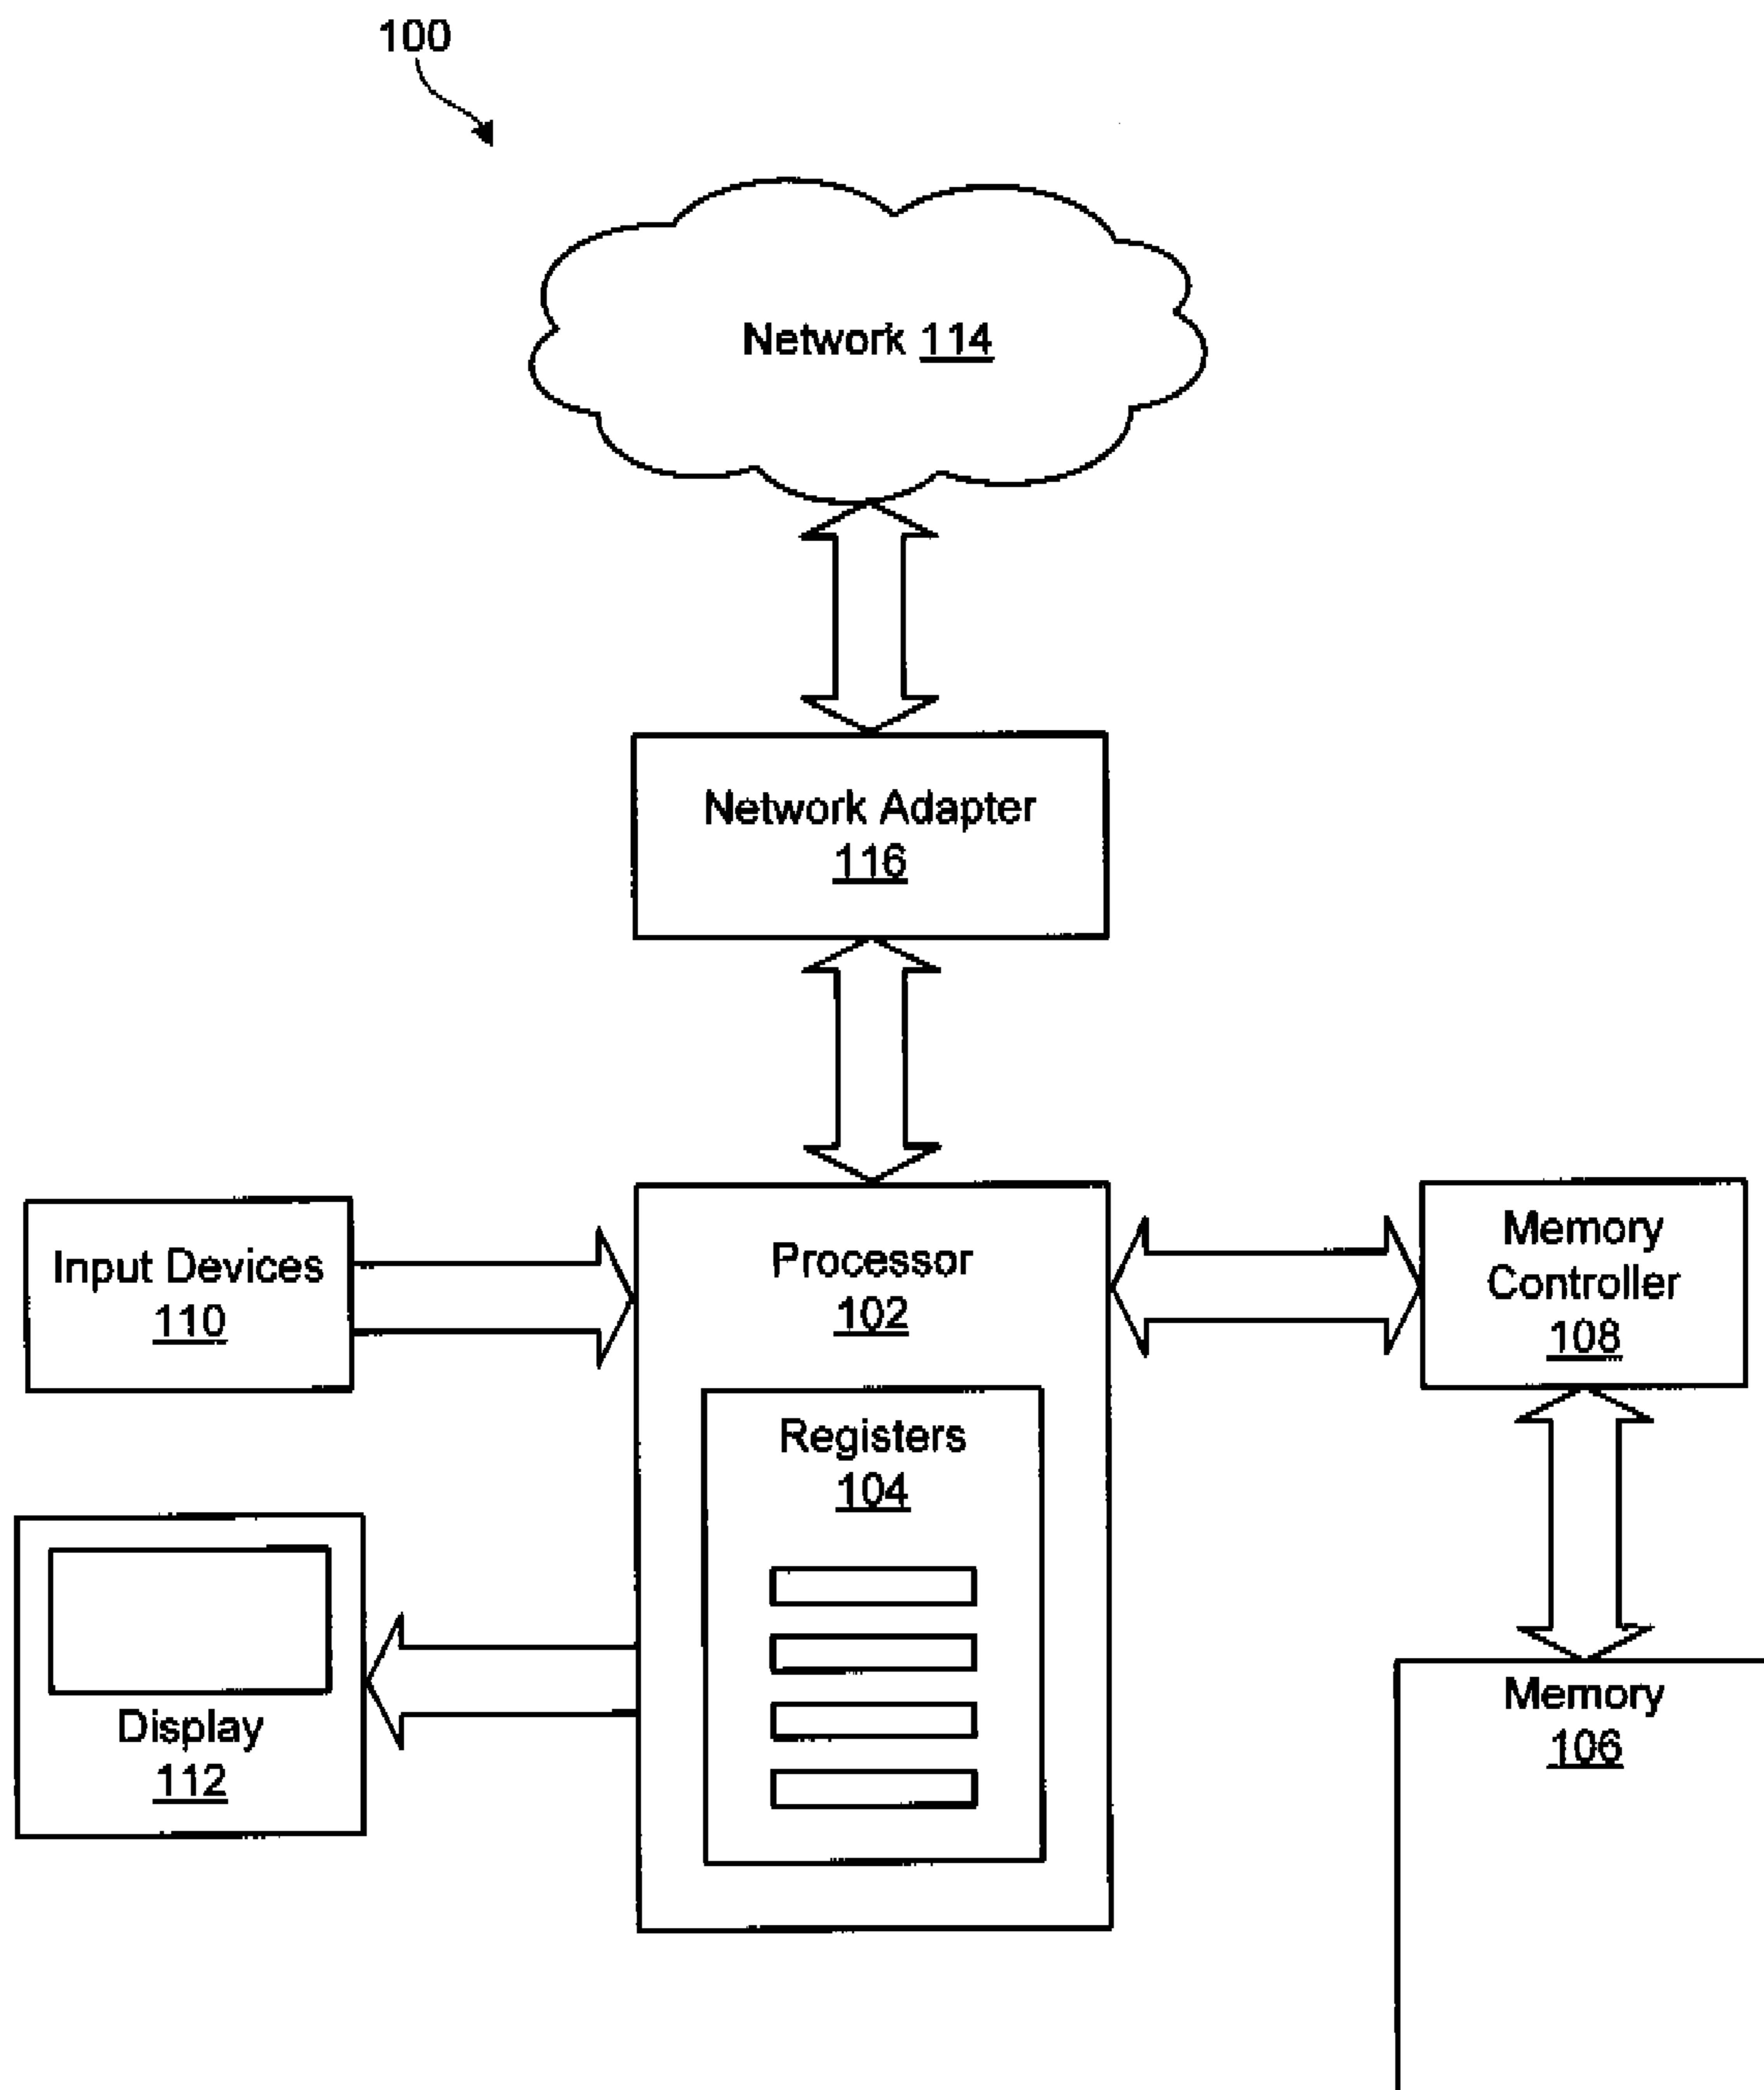 100
Network 114
Network Adapter
116
Input Devices
110
Processor
102
Memory
Controller
108
Registers
104
Display
112
Memory
106